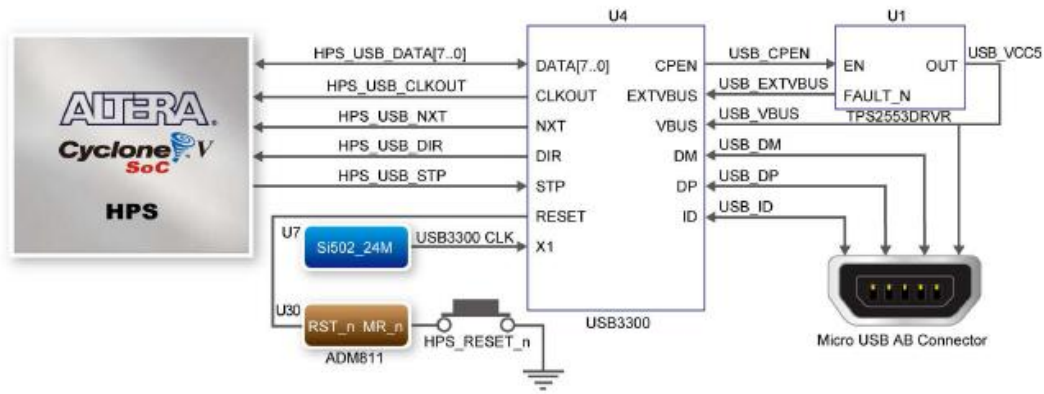 U4
U1
HPS_USB_DATA[7..0]
DATA[7..0]
CPEN
USB_CPEN
EN
OUT
USB_VCC5
HPS_USB_CLKOUT
CLKOUT
EXTVBUS
USB_EXTVBUS
FAULT_N
ALTERA.
HPS_USB_NXT
NXT
VBUS
USB_VBUS
TPS2553DRVR
Cyclone V
SoC
HPS_USB_DIR
DIR
DM
USB_DM
HPS_USB_STP
STP
DP
USB_DP
HPS
RESET
ID
USB_ID
U7
Si502_24M
USB3300 CLK
X1
U30
RST_n MR_n
HPS_RESET_n
ADM811
USB3300
Micro USB AB Connector